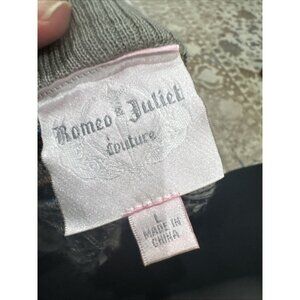 Romeo & Juliet
Couture
L
MADE IN
CHINA